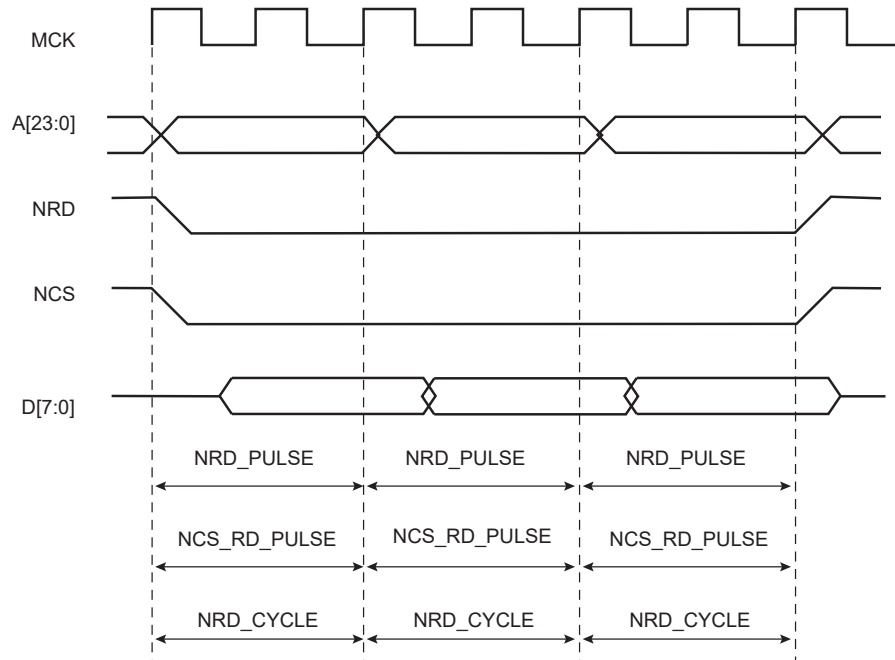 MCK
A[23:0]
NRD
NCS
D[7:0]
NRD_PULSE NRD_PULSE NRD_PULSE
NCS_RD_PULSE NCS_RD_PULSE NCS_RD_PULSE
NRD_CYCLE NRD_CYCLE NRD_CYCLE